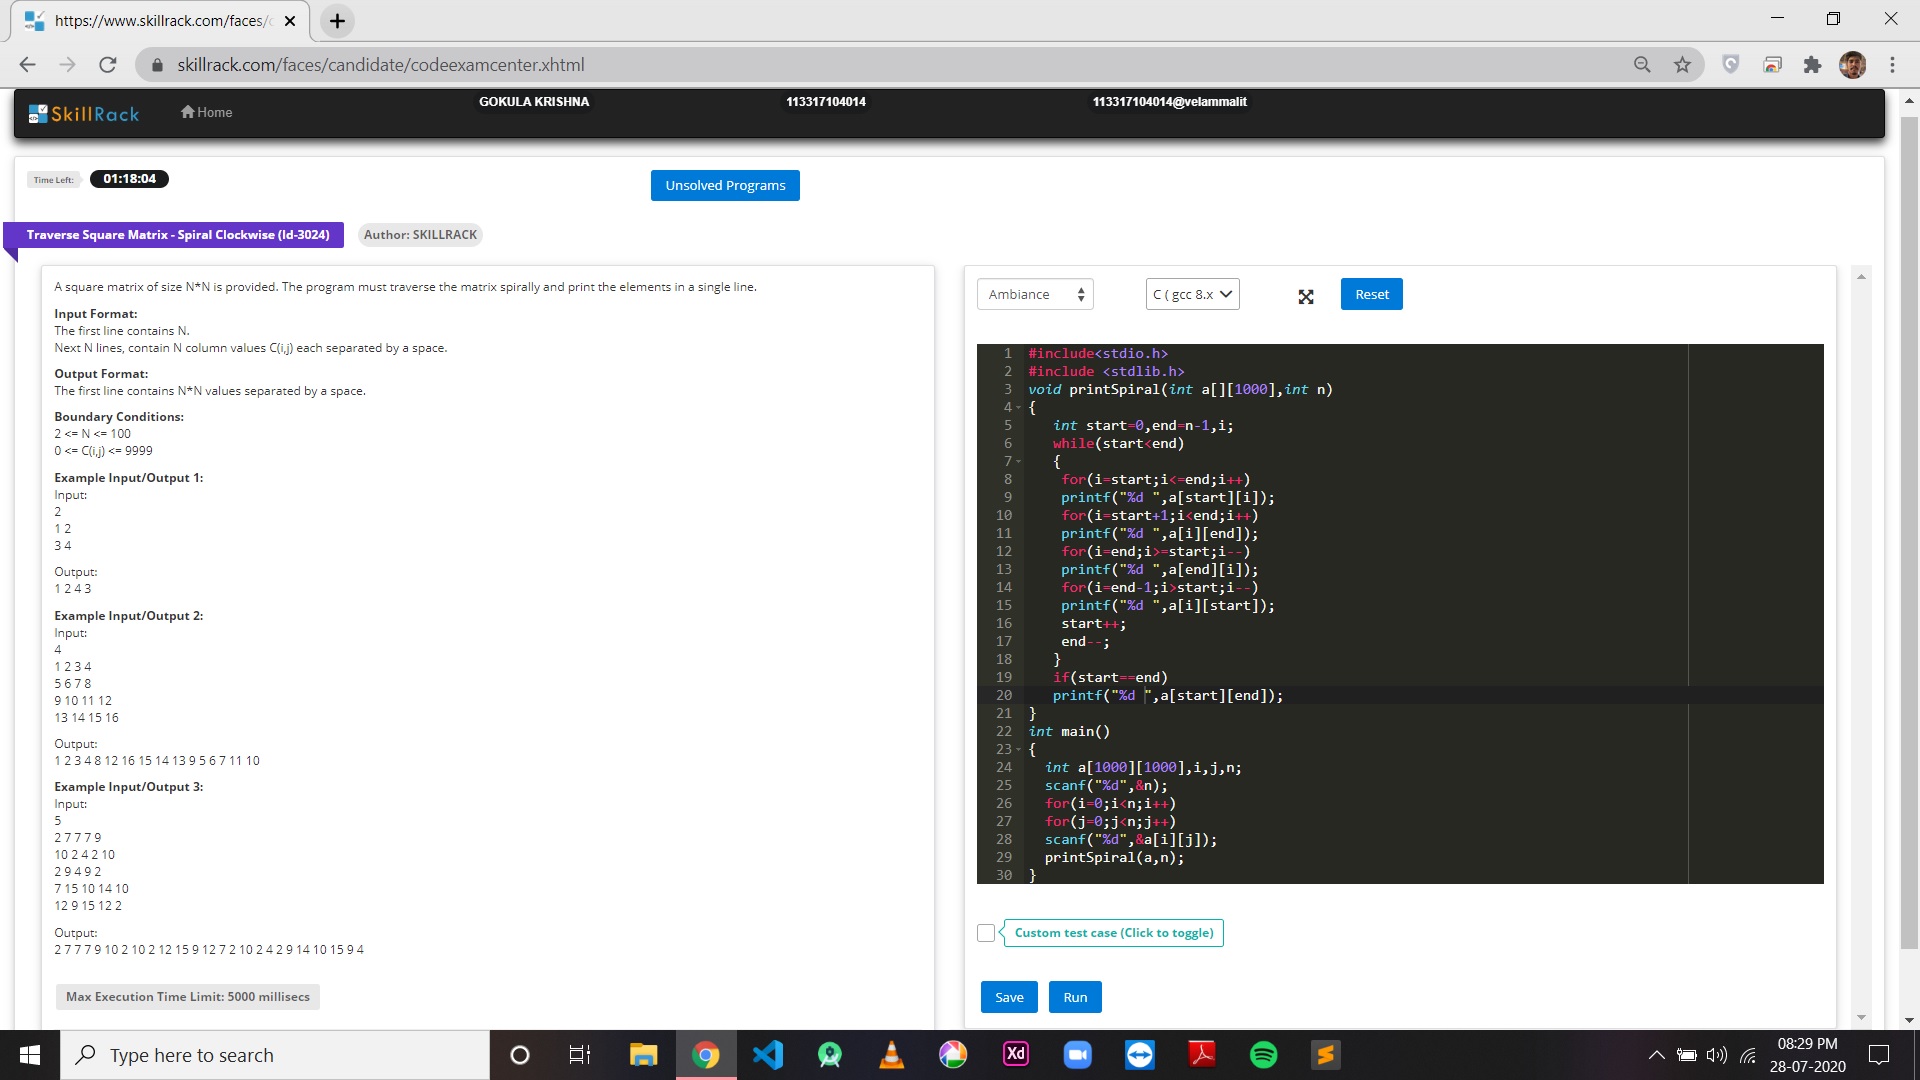 https://www.skillrack.com/faces/c
skillrack.com/faces/candidate/codeexamcenter.xhtml
SkillRack
Home
GOKULA KRISHNA
113317104014
113317104014@velammalit
Time Left:
01:18:04
Unsolved Programs
Traverse Square Matrix - Spiral Clockwise (Id-3024)
Author: SKILLRACK
A square matrix of size N*N is provided. The program must traverse the matrix spirally and print the elements in a single line.
Input Format:
The first line contains N.
Next N lines, contain N column values C(i,j) each separated by a space.
Output Format:
The first line contains N*N values separated by a space.
Boundary Conditions:
2 <= N <= 100
0 <= C(i,j) <= 9999
Example Input/Output 1:
Input:
2
1 2
3 4
Output:
1 2 4 3
Example Input/Output 2:
Input:
4
1 2 3 4
5 6 7 8
9 10 11 12
13 14 15 16
Output:
1 2 3 4 8 12 16 15 14 13 9 5 6 7 11 10
Example Input/Output 3:
Input:
5
2 7 7 7 9
10 2 4 2 10
2 9 4 9 2
7 15 10 14 10
12 9 15 12 2
Output:
2 7 7 7 9 10 2 10 2 12 15 9 12 7 2 10 2 4 2 9 14 10 15 9 4
Max Execution Time Limit: 5000 millisecs
Ambiance
C ( gcc 8.x
Reset
1 #include<stdio.h>
2 #include <stdlib.h>
3 void printSpiral(int a[][1000],int n)
4 {
5 int start=0,end=n-1,i;
6 while(start<end)
7 {
8 for(i=start;i<=end;i++)
9 printf("%d ",a[start][i]);
10 for(i=start+1;i<end;i++)
11 printf("%d ",a[i][end]);
12 for(i=end;i>=start;i--)
13 printf("%d ",a[end][i]);
14 for(i=end-1;i>start;i--)
15 printf("%d ",a[i][start]);
16 start++;
17 end--;
18 }
19 if(start==end)
20 printf("%d ",a[start][end]);
21 }
22 int main()
23 {
24 int a[1000][1000],i,j,n;
25 scanf("%d",&n);
26 for(i=0;i<n;i++)
27 for(j=0;j<n;j++)
28 scanf("%d",&a[i][j]);
29 printSpiral(a,n);
30 }
Custom test case (Click to toggle)
Save
Run
Type here to search
Xd
08:29 PM
28-07-2020